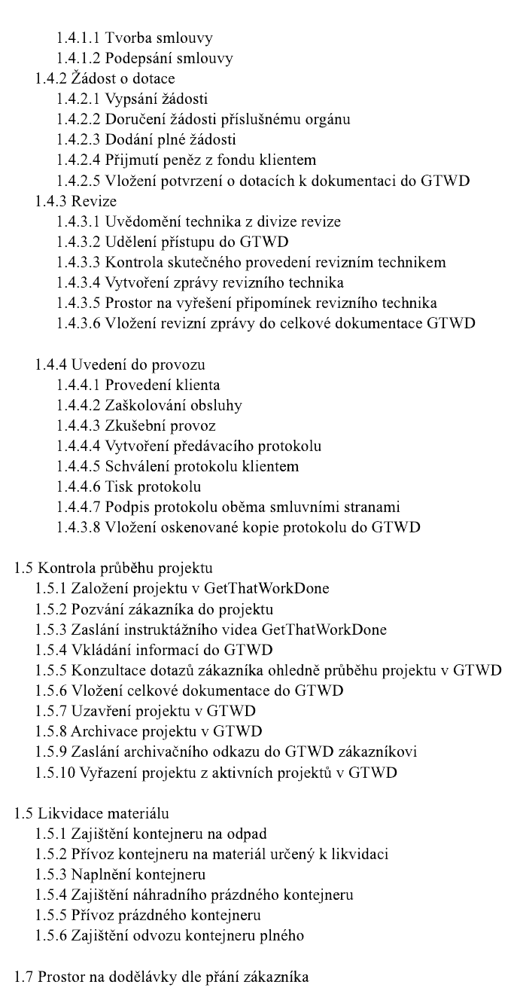 1.4.1.1 Tvorba smlouvy
1.4.1.2 Podepsání smlouvy
1.4.2 Žádost o dotace
1.4.2.1 Vypsání žádosti
1.4.2.2 Doručení žádosti příslušnému orgánu
1.4.2.3 Dodání plné žádosti
1.4.2.4 Přijmutí peněz z fondu klientem
1.4.2.5 Vložení potvrzení o dotacích k dokumentaci do GTWD
1.4.3 Revize
1.4.3.1 Uvědomění technika z divize revize
1.4.3.2 Udělení přístupu do GTWD
1.4.3.3 Kontrola skutečného provedení revizním technikem
1.4.3.4 Vytvoření zprávy revizního technika
1.4.3.5 Prostor na vyřešení připomínek revizního technika
1.4.3.6 Vložení revizní zprávy do celkové dokumentace GTWD
1.4.4 Uvedení do provozu
1.4.4.1 Provedení klienta
1.4.4.2 Zaškolování obsluhy
1.4.4.3 Zkušební provoz
1.4.4.4 Vytvoření předávacího protokolu
1.4.4.5 Schválení protokolu klientem
1.4.4.6 Tisk protokolu
1.4.4.7 Podpis protokolu oběma smluvními stranami
1.4.3.8 Vložení oskenované kopie protokolu do GTWD
1.5 Kontrola průběhu projektu
1.5.1 Založení projektu v GetThatWorkDone
1.5.2 Pozvání zákazníka do projektu
1.5.3 Zaslání instruktážního videa GetThatWorkDone
1.5.4 Vkládání informací do GTWD
1.5.5 Konzultace dotazů zákazníka ohledně průběhu projektu v GTWD
1.5.6 Vložení celkové dokumentace do GTWD
1.5.7 Uzavření projektu v GTWD
1.5.8 Archivace projektu v GTWD
1.5.9 Zaslání archivačního odkazu do GTWD zákazníkovi
1.5.10 Vyřazení projektu z aktivních projektů v GTWD
1.5 Likvidace materiálu
1.5.1 Zajištění kontejneru na odpad
1.5.2 Přívoz kontejneru na materiál určený k likvidaci
1.5.3 Naplnění kontejneru
1.5.4 Zajištění náhradního prázdného kontejneru
1.5.5 Přívoz prázdného kontejneru
1.5.6 Zajištění odvozu kontejneru plného
1.7 Prostor na dodělávky dle přání zákazníka